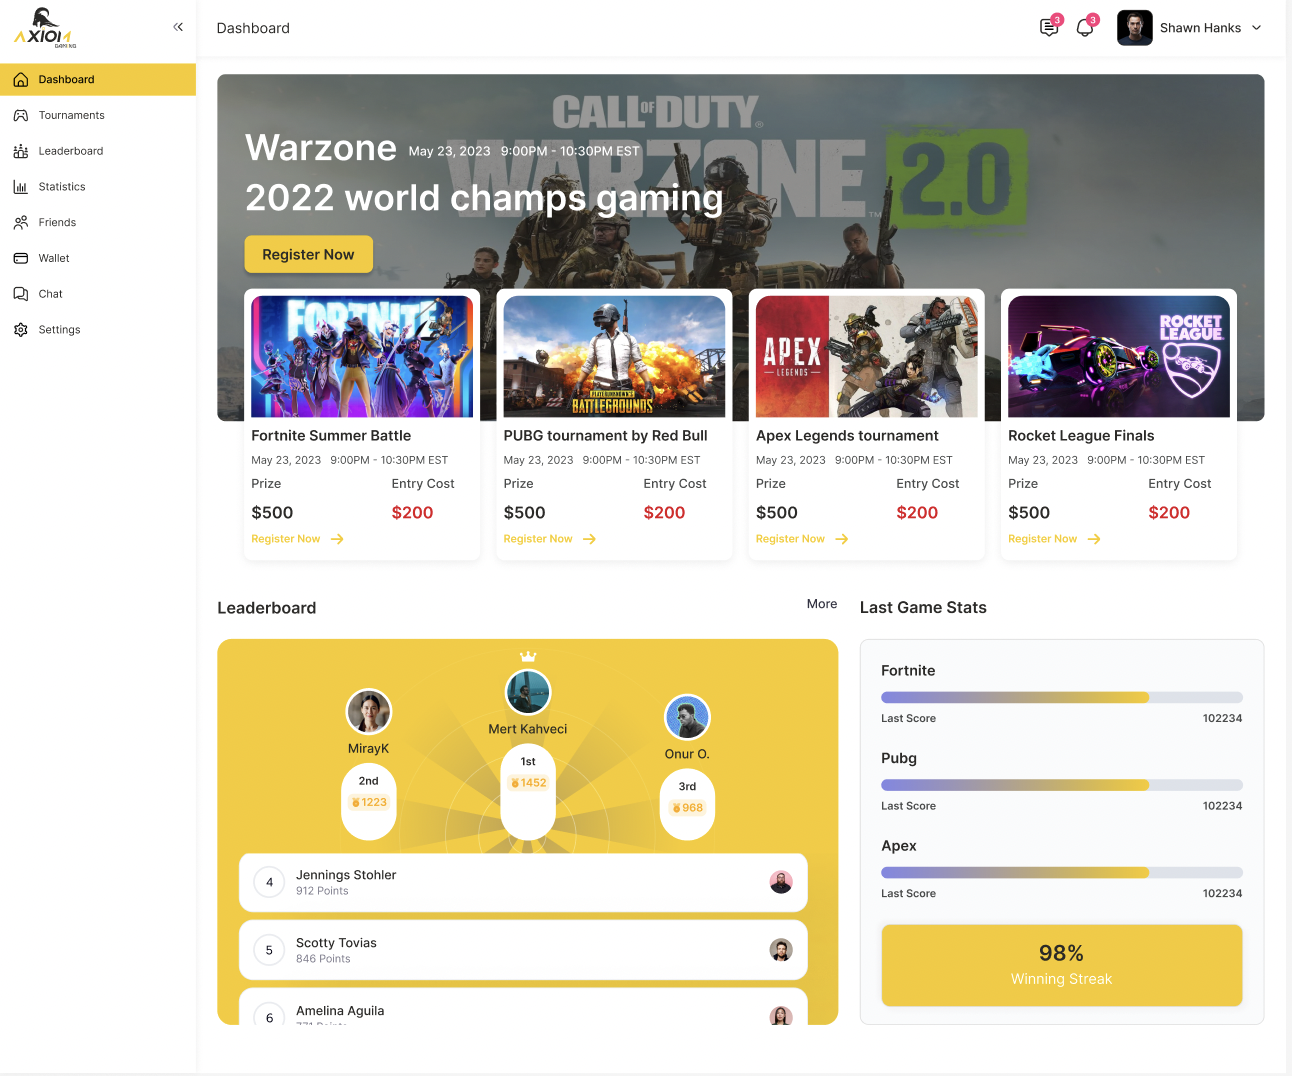 AXIOM
GAMING
Dashboard
3
3
Shawn Hanks
Dashboard
Tournaments
Leaderboard
Statistics
Friends
Wallet
Chat
Settings
CALL OF DUTY®
WARZONE™ 2.0
Warzone May 23, 2023 9:00PM - 10:30PM EST
2022 world champs gaming
Register Now
FORTNITE
Fortnite Summer Battle
May 23, 2023 9:00PM - 10:30PM EST
Prize Entry Cost
$500 $200
Register Now
PLAYERUNKNOWN'S
BATTLEGROUNDS
PUBG tournament by Red Bull
May 23, 2023 9:00PM - 10:30PM EST
Prize Entry Cost
$500 $200
Register Now
APEX
LEGENDS
Apex Legends tournament
May 23, 2023 9:00PM - 10:30PM EST
Prize Entry Cost
$500 $200
Register Now
ROCKET
LEAGUE
Rocket League Finals
May 23, 2023 9:00PM - 10:30PM EST
Prize Entry Cost
$500 $200
Register Now
Leaderboard
More
MirayK
2nd
1223
Mert Kahveci
1st
1452
Onur O.
3rd
968
4
Jennings Stohler
912 Points
5
Scotty Tovias
846 Points
6
Amelina Aguila
Last Game Stats
Fortnite
Last Score 102234
Pubg
Last Score 102234
Apex
Last Score 102234
98%
Winning Streak